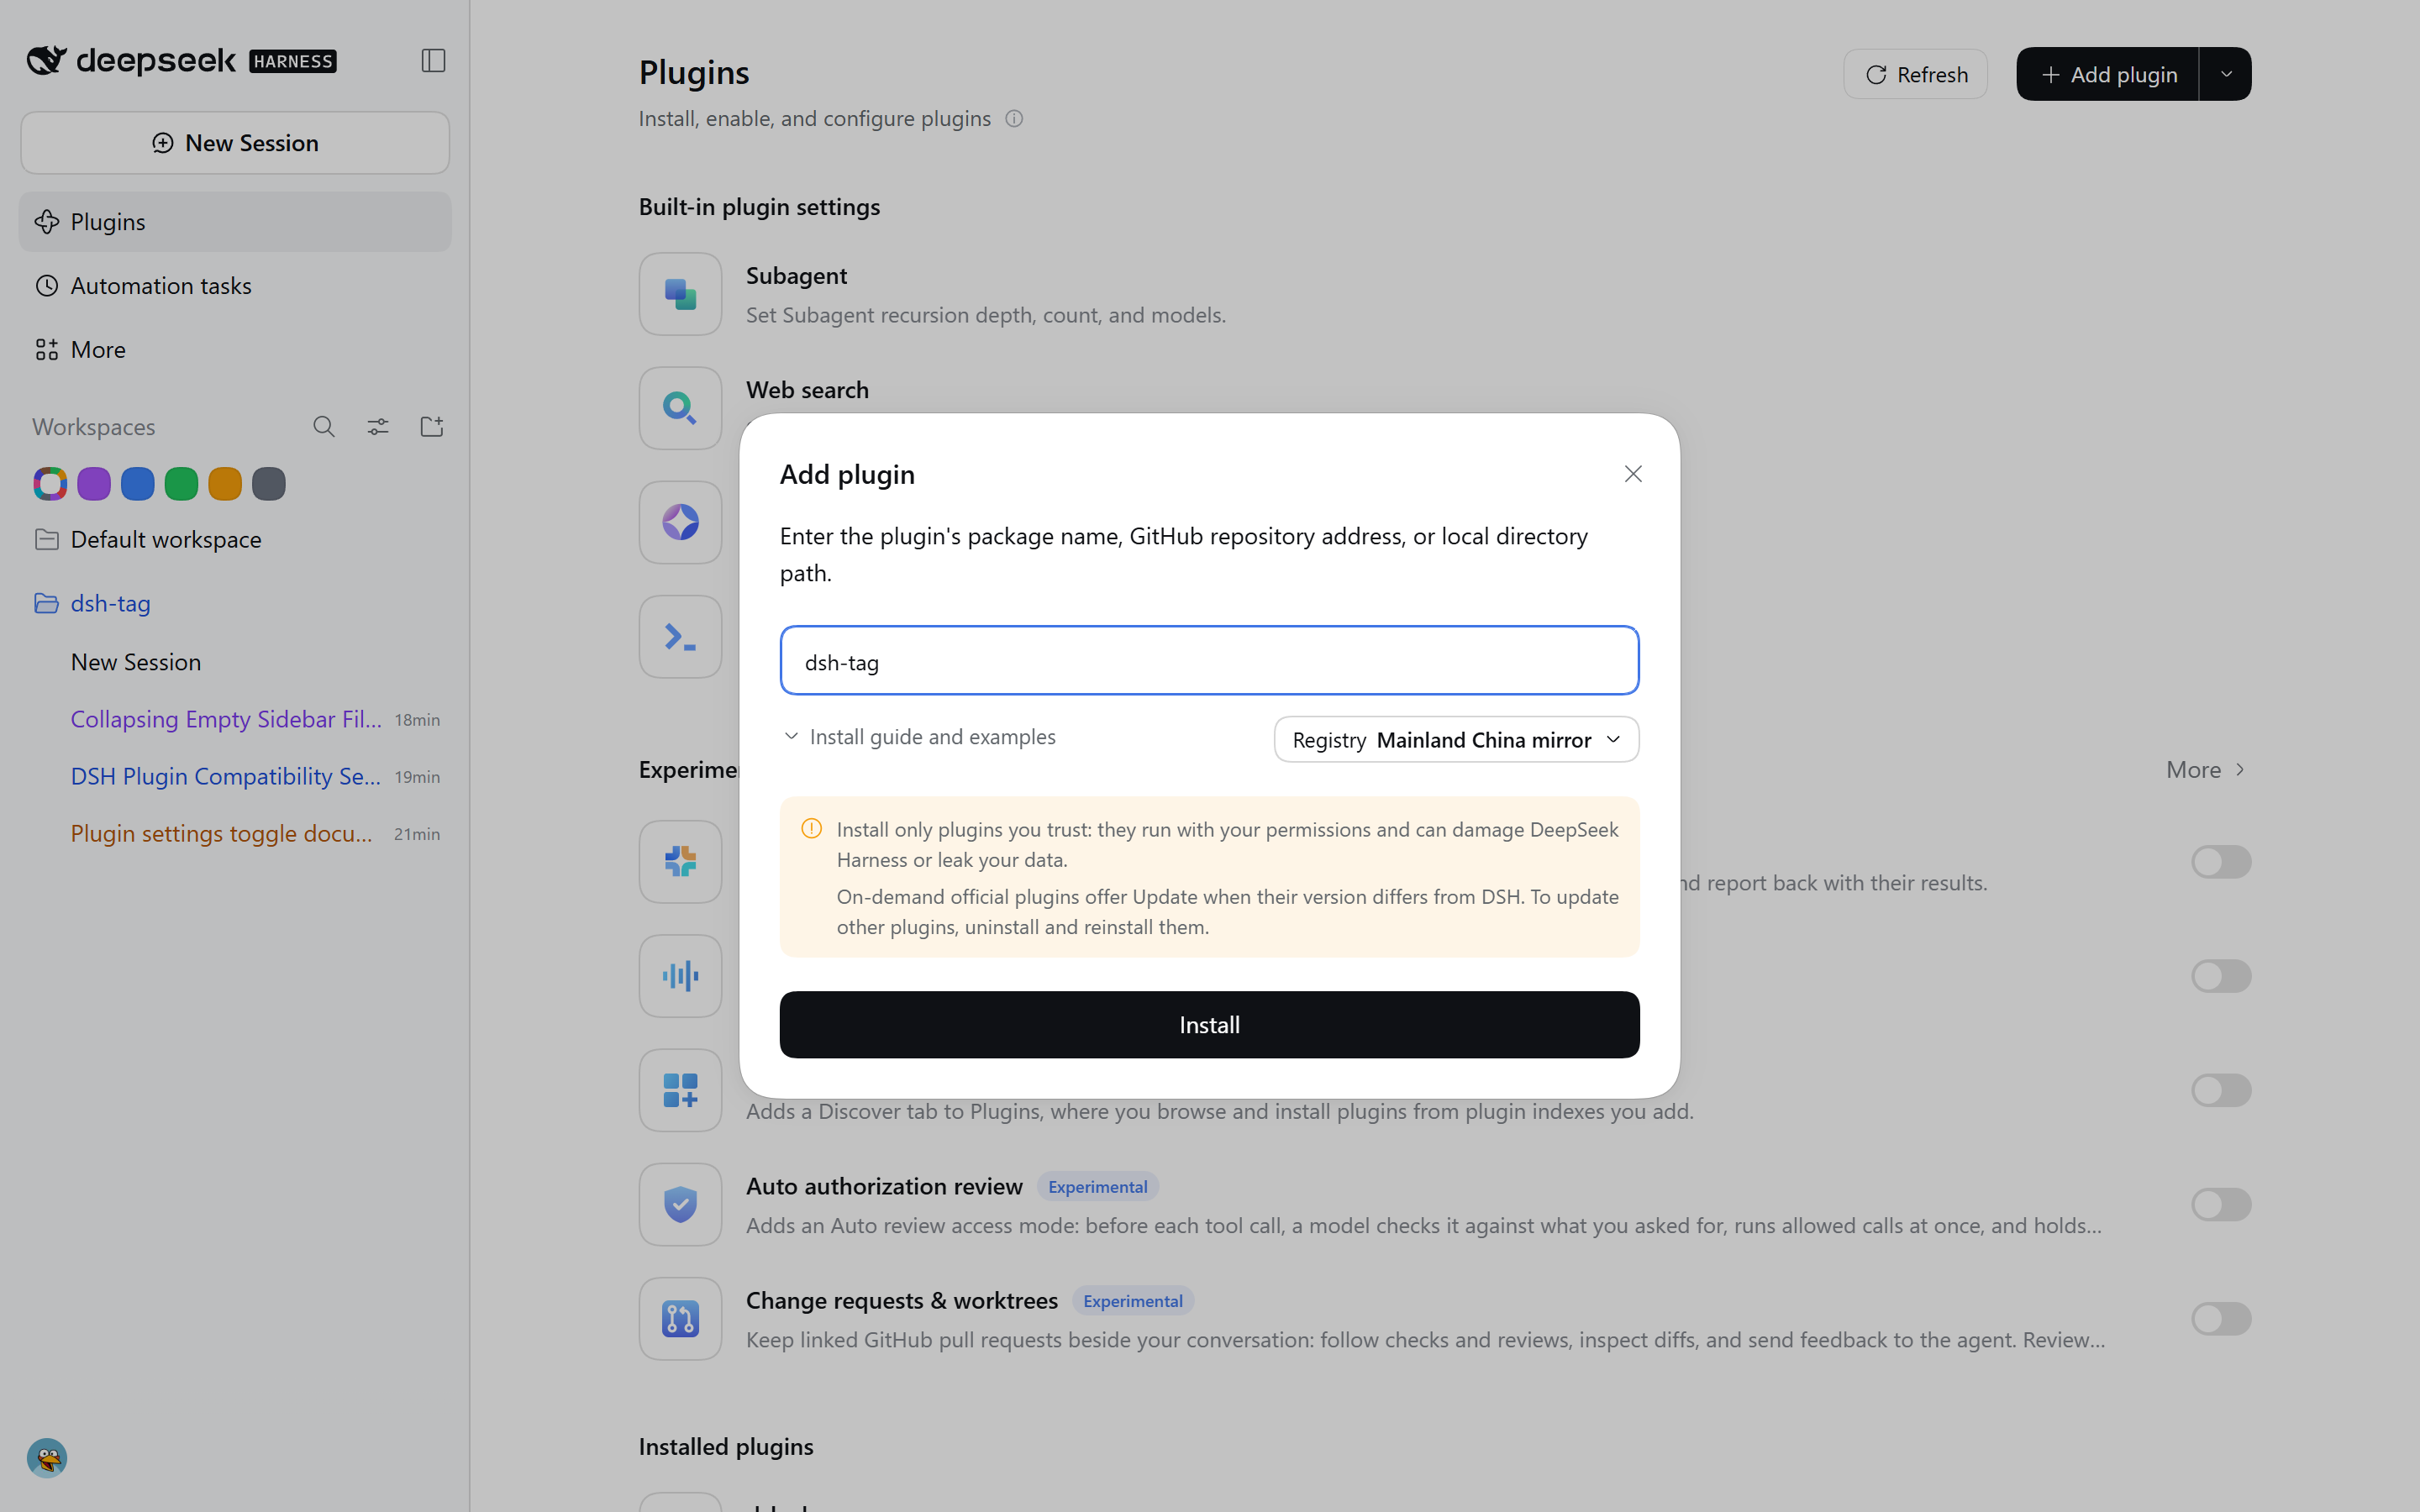 deepseek HARNESS
New Session
Plugins
Automation tasks
More
Workspaces
Default workspace
dsh-tag
New Session
Collapsing Empty Sidebar Fil... 18min
DSH Plugin Compatibility Se... 19min
Plugin settings toggle docu... 21min
Plugins
Install, enable, and configure plugins
Refresh
Add plugin
Built-in plugin settings
Subagent
Set Subagent recursion depth, count, and models.
Web search
Add plugin
Enter the plugin's package name, GitHub repository address, or local directory
path.
dsh-tag
Install guide and examples
Registry Mainland China mirror
Install only plugins you trust: they run with your permissions and can damage DeepSeek
Harness or leak your data.
On-demand official plugins offer Update when their version differs from DSH. To update
other plugins, uninstall and reinstall them.
Install
More
report back with their results.
Adds a Discover tab to Plugins, where you browse and install plugins from plugin indexes you add.
Auto authorization review Experimental
Adds an Auto review access mode: before each tool call, a model checks it against what you asked for, runs allowed calls at once, and holds...
Change requests & worktrees Experimental
Keep linked GitHub pull requests beside your conversation: follow checks and reviews, inspect diffs, and send feedback to the agent. Review...
Installed plugins